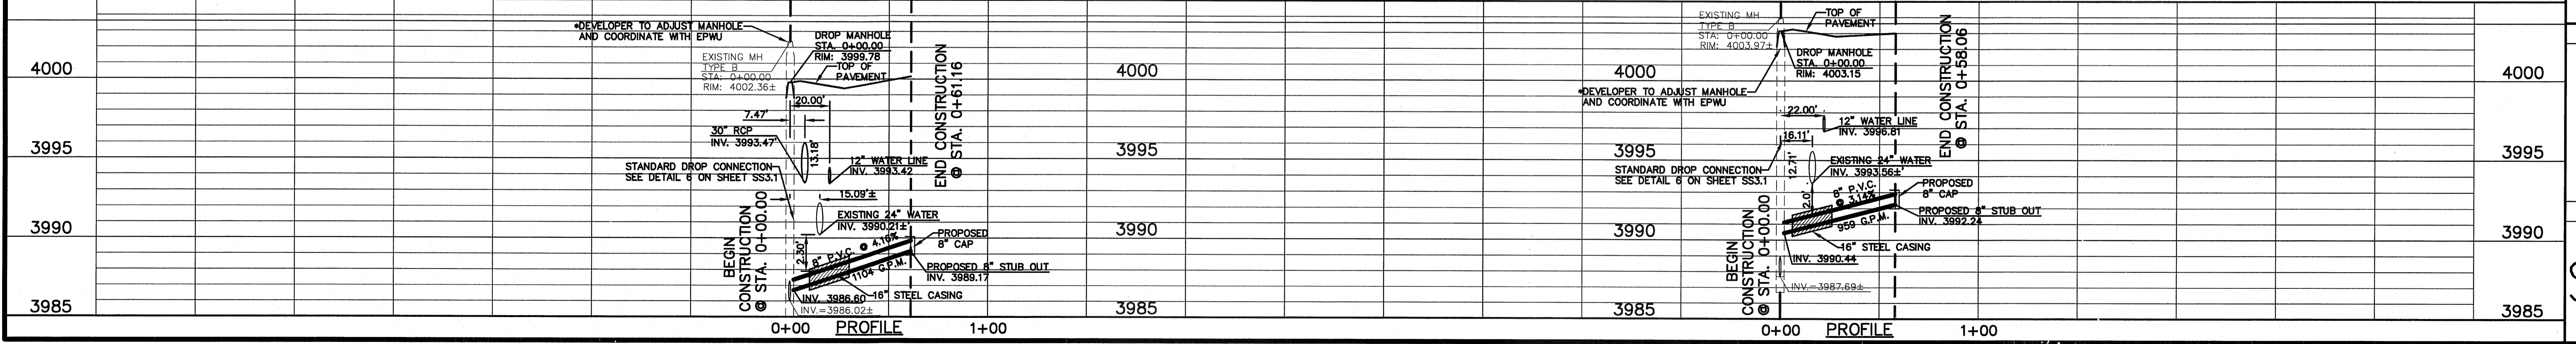 *DEVELOPER TO ADJUST MANHOLE
AND COORDINATE WITH EPWU
DROP MANHOLE
STA. 0+00.00
RIM: 3999.78
EXISTING MH
TYPE B
STA: 0+00.00
RIM: 4002.36±
TOP OF
PAVEMENT
4000
4000
20.00'
7.47'
30" RCP
INV. 3993.47'
13.18'
3995
3995
STANDARD DROP CONNECTION
SEE DETAIL 6 ON SHEET SS3.1
12" WATER LINE
INV. 3993.42
15.09'±
EXISTING 24" WATER
INV. 3990.21±'
END CONSTRUCTION
@ STA. 0+61.16
3990
3990
BEGIN
CONSTRUCTION
@ STA. 0+00.00
2.30'
8" P.V.C. @ 4.16%
1104 G.P.M.
PROPOSED
8" CAP
PROPOSED 8" STUB OUT
INV. 3989.17
16" STEEL CASING
INV. 3986.60
INV.=3986.02±
3985
3985
0+00
PROFILE
1+00
EXISTING MH
TYPE B
STA: 0+00.00
RIM: 4003.97±
TOP OF
PAVEMENT
DROP MANHOLE
STA. 0+00.00
RIM: 4003.15
4000
4000
*DEVELOPER TO ADJUST MANHOLE
AND COORDINATE WITH EPWU
22.00'
12" WATER LINE
INV. 3996.81
16.11'
END CONSTRUCTION
@ STA. 0+58.06
3995
3995
STANDARD DROP CONNECTION
SEE DETAIL 6 ON SHEET SS3.1
12.71'
EXISTING 24" WATER
INV. 3993.56±'
2.0'
8" P.V.C.
@ 3.14%
959 G.P.M.
PROPOSED
8" CAP
PROPOSED 8" STUB OUT
INV. 3992.24
3990
3990
BEGIN
CONSTRUCTION
@ STA. 0+00.00
16" STEEL CASING
INV. 3990.44
INV.=3987.69±
3985
3985
0+00
PROFILE
1+00